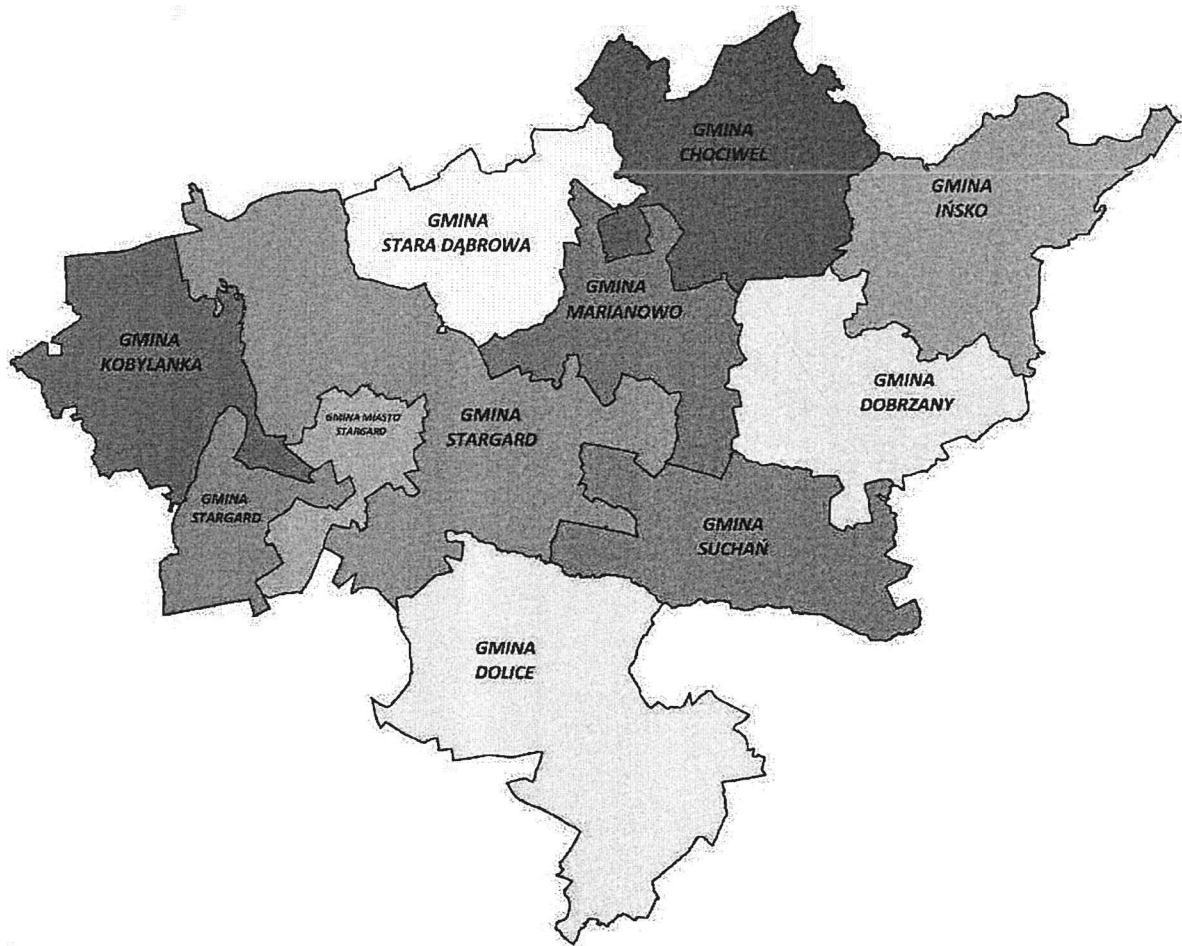 GMINA
CHOCIWEL
GMINA
IŃSKO
GMINA
STARA DĄBROWA
GMINA
MARIANOWO
GMINA
KOBYLANKA
GMINA
DOBRZANY
GMINA MIASTO
STARGARD
GMINA
STARGARD
GMINA
STARGARD
GMINA
SUCHAŃ
GMINA
DOLICE